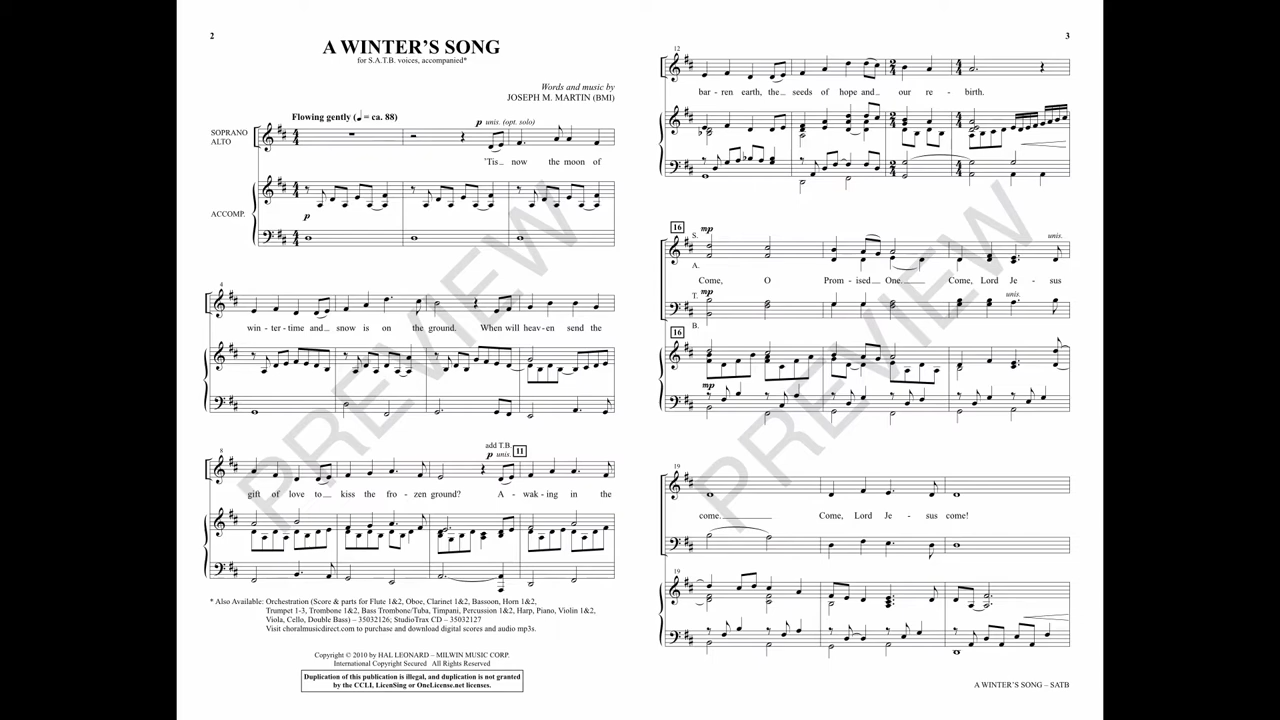 2
A WINTER'S SONG
for S.A.T.B. voices, accompanied*
Words and music by
JOSEPH M. MARTIN (BMI)
Flowing gently (♩ = ca. 88)
p unis. (opt. solo)
SOPRANO
ALTO
'Tis now the moon of
ACCOMP.
p
4
win - ter - time and snow is on the ground. When will heav - en send the
8
add T.B.
p unis.
11
gift of love to kiss the fro - zen ground? A - wak - ing in the
* Also Available: Orchestration (Score & parts for Flute 1&2, Oboe, Clarinet 1&2, Bassoon, Horn 1&2,
Trumpet 1-3, Trombone 1&2, Bass Trombone/Tuba, Timpani, Percussion 1&2, Harp, Piano, Violin 1&2,
Viola, Cello, Double Bass) – 35032126; StudioTrax CD – 35032127
Visit choralmusicdirect.com to purchase and download digital scores and audio mp3s.
Copyright © 2010 by HAL LEONARD – MILWIN MUSIC CORP.
International Copyright Secured All Rights Reserved
Duplication of this publication is illegal, and duplication is not granted
by the CCLI, LicenSing or OneLicense.net licenses.
3
12
bar - ren earth, the seeds of hope and our re - birth.
16
mp
S.
unis.
A.
Come, O Prom - ised One. Come, Lord Je - sus
mp
T.
unis.
B.
16
mp
19
come. Come, Lord Je - sus come!
19
A WINTER'S SONG – SATB
PREVIEW
PREVIEW